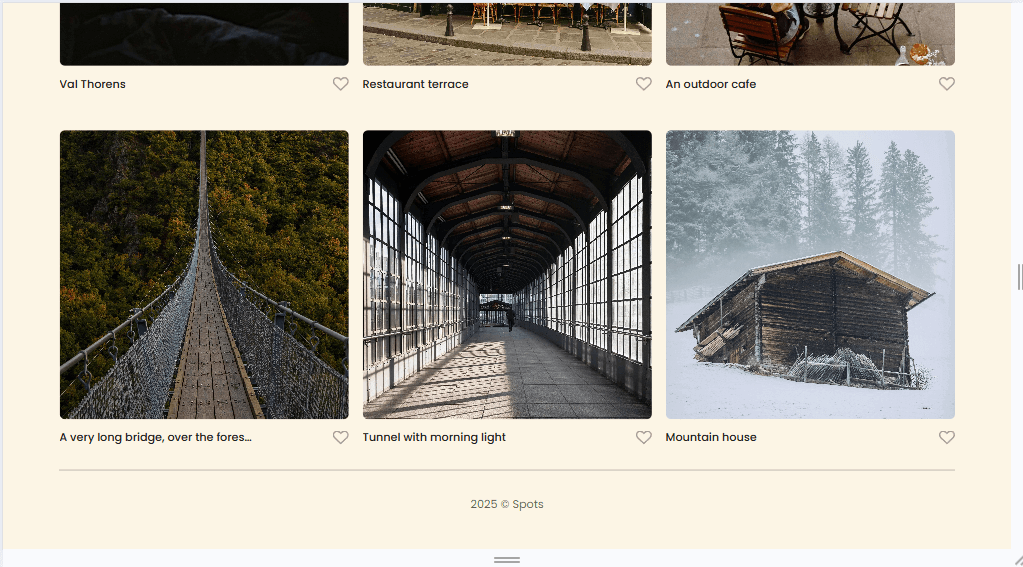 Val Thorens
Restaurant terrace
An outdoor cafe
A very long bridge, over the fores...
Tunnel with morning light
Mountain house
2025 © Spots